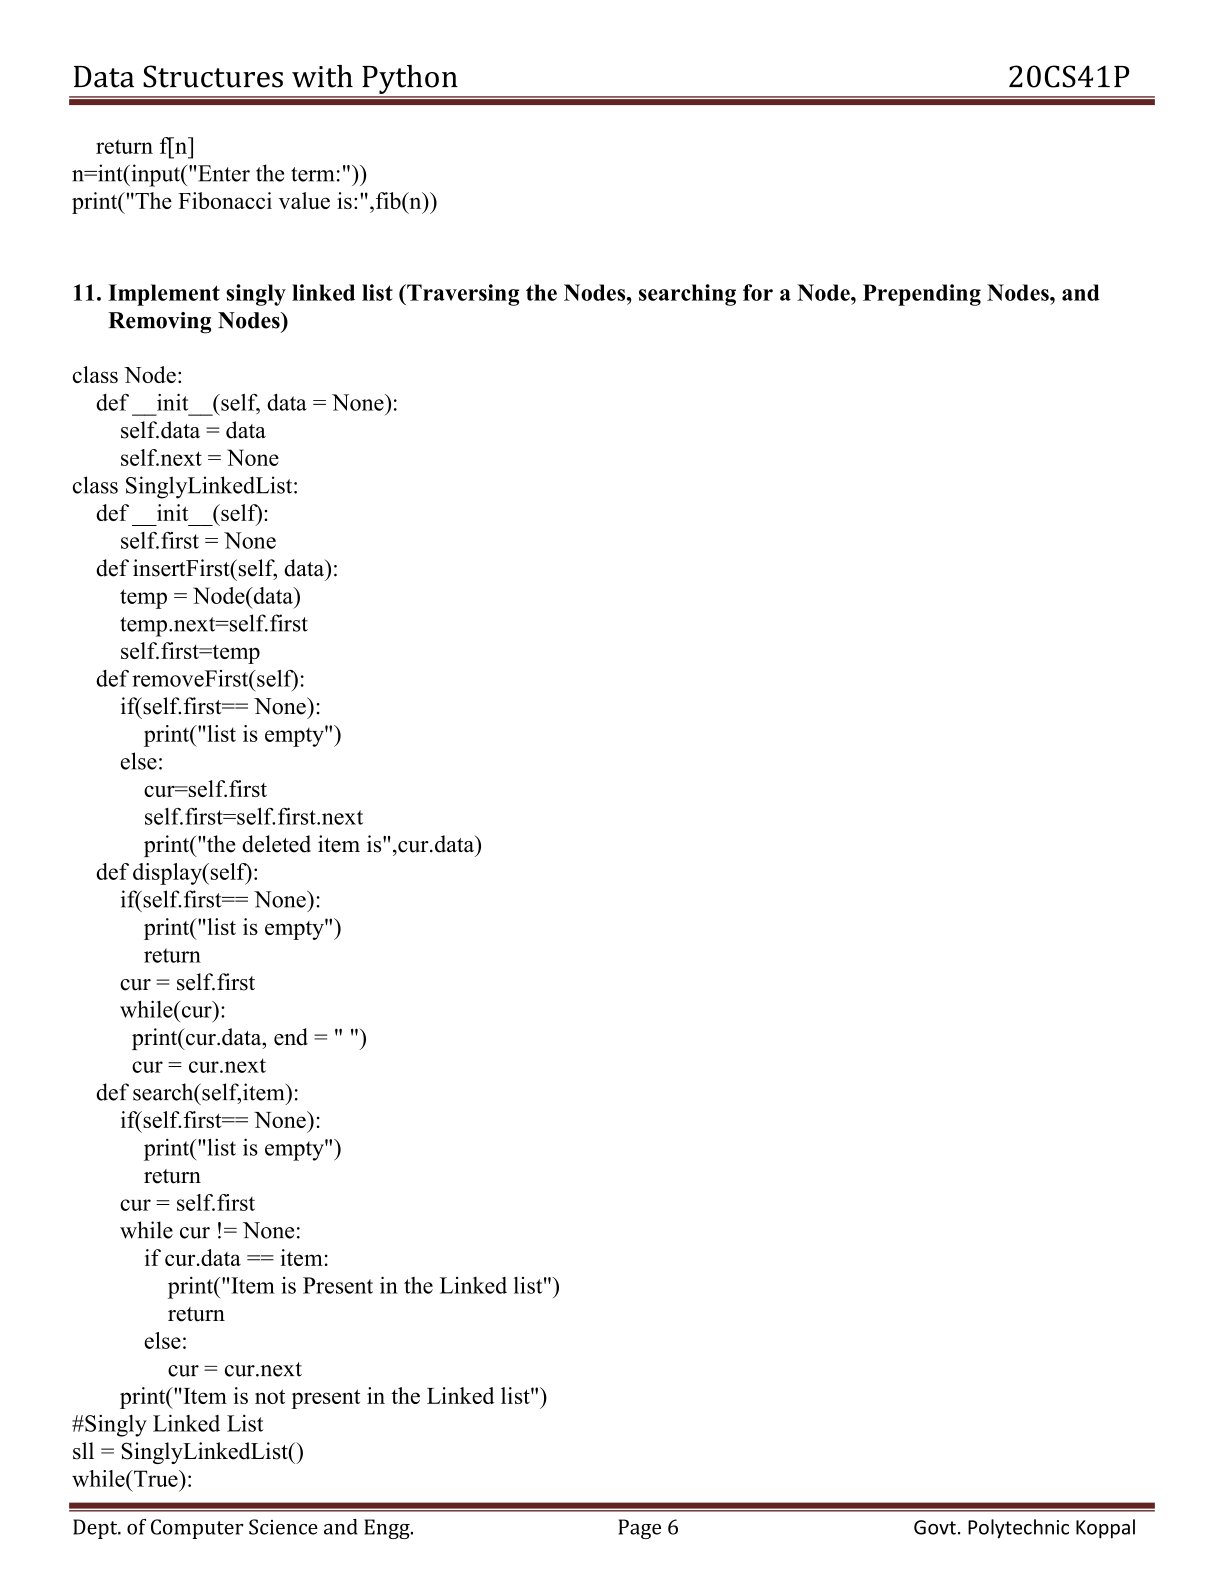 Data Structures with Python 20CS41P
return f[n]
n=int(input("Enter the term:"))
print("The Fibonacci value is:",fib(n))
11. Implement singly linked list (Traversing the Nodes, searching for a Node, Prepending Nodes, and
Removing Nodes)
class Node:
    def __init__(self, data = None):
        self.data = data
        self.next = None
class SinglyLinkedList:
    def __init__(self):
        self.first = None
    def insertFirst(self, data):
        temp = Node(data)
        temp.next=self.first
        self.first=temp
    def removeFirst(self):
        if(self.first== None):
            print("list is empty")
        else:
            cur=self.first
            self.first=self.first.next
            print("the deleted item is",cur.data)
    def display(self):
        if(self.first== None):
            print("list is empty")
            return
        cur = self.first
        while(cur):
          print(cur.data, end = " ")
          cur = cur.next
    def search(self,item):
        if(self.first== None):
            print("list is empty")
            return
        cur = self.first
        while cur != None:
            if cur.data == item:
                print("Item is Present in the Linked list")
                return
            else:
                cur = cur.next
        print("Item is not present in the Linked list")
#Singly Linked List
sll = SinglyLinkedList()
while(True):
Dept. of Computer Science and Engg. Page 6 Govt. Polytechnic Koppal